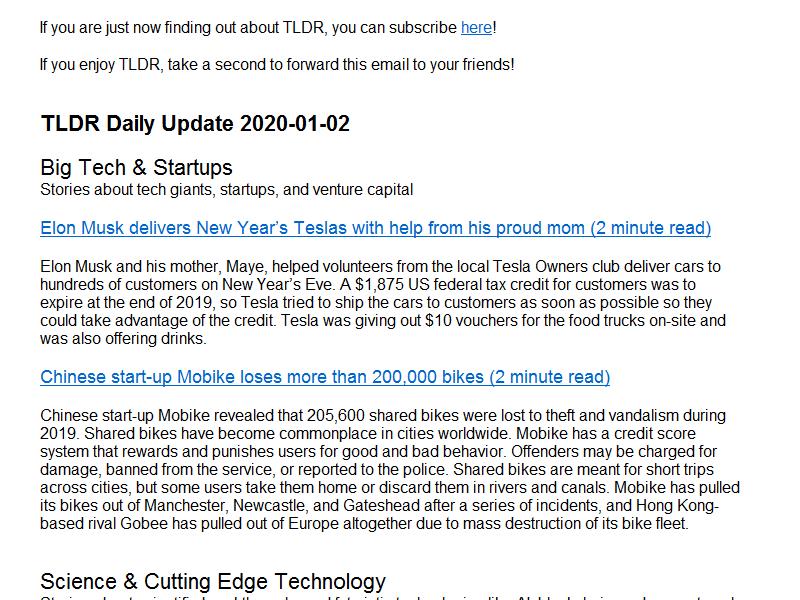 If you are just now finding out about TLDR, you can subscribe here!
If you enjoy TLDR, take a second to forward this email to your friends!
TLDR Daily Update 2020-01-02
Big Tech & Startups
Stories about tech giants, startups, and venture capital
Elon Musk delivers New Year’s Teslas with help from his proud mom (2 minute read)
Elon Musk and his mother, Maye, helped volunteers from the local Tesla Owners club deliver cars to
hundreds of customers on New Year’s Eve. A $1,875 US federal tax credit for customers was to
expire at the end of 2019, so Tesla tried to ship the cars to customers as soon as possible so they
could take advantage of the credit. Tesla was giving out $10 vouchers for the food trucks on-site and
was also offering drinks.
Chinese start-up Mobike loses more than 200,000 bikes (2 minute read)
Chinese start-up Mobike revealed that 205,600 shared bikes were lost to theft and vandalism during
2019. Shared bikes have become commonplace in cities worldwide. Mobike has a credit score
system that rewards and punishes users for good and bad behavior. Offenders may be charged for
damage, banned from the service, or reported to the police. Shared bikes are meant for short trips
across cities, but some users take them home or discard them in rivers and canals. Mobike has pulled
its bikes out of Manchester, Newcastle, and Gateshead after a series of incidents, and Hong Kong-
based rival Gobee has pulled out of Europe altogether due to mass destruction of its bike fleet.
Science & Cutting Edge Technology